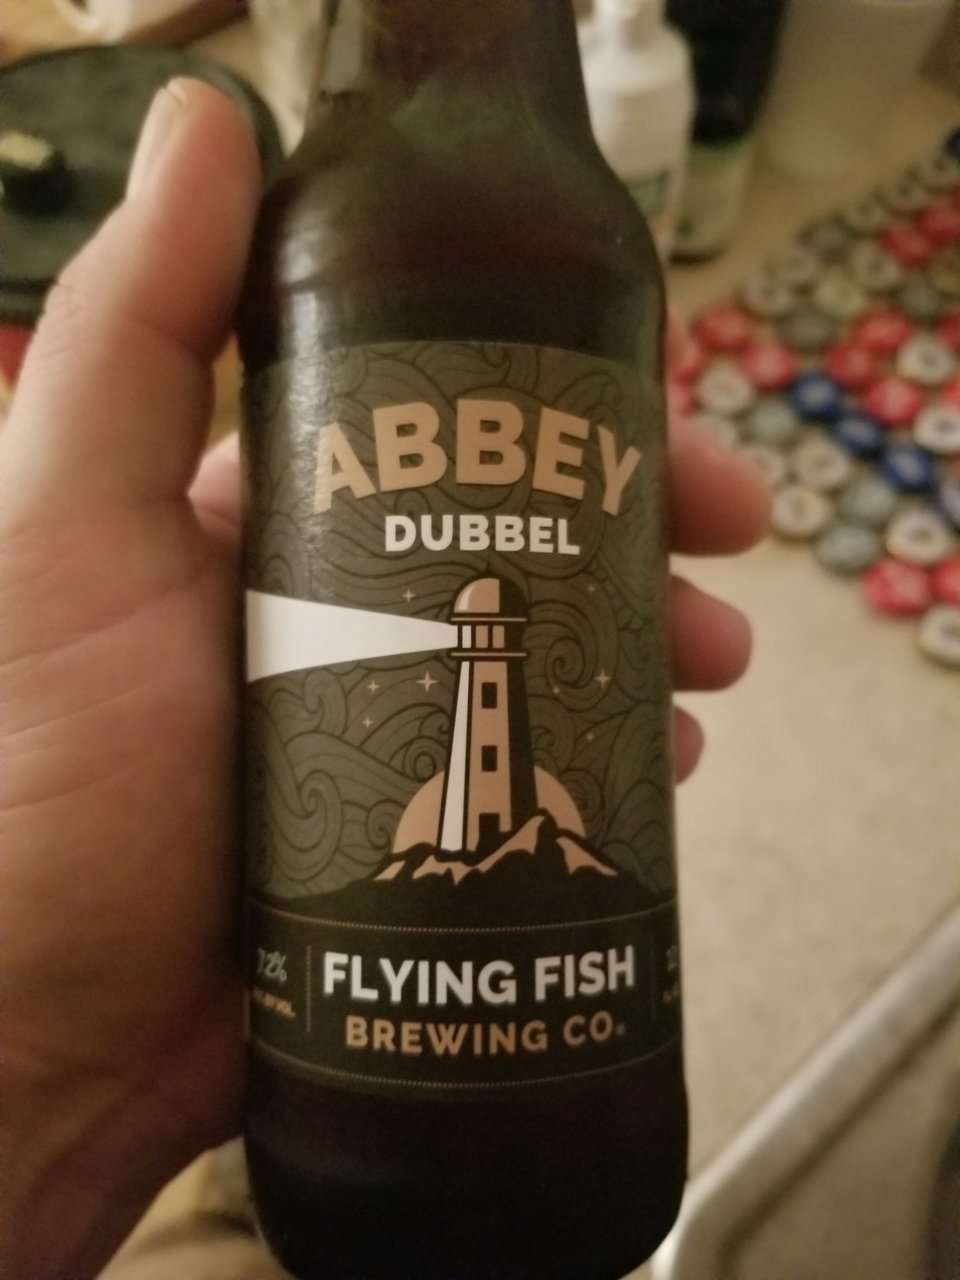 ABBEY
DUBBEL
7.2%
FLYING FISH
BREWING CO.